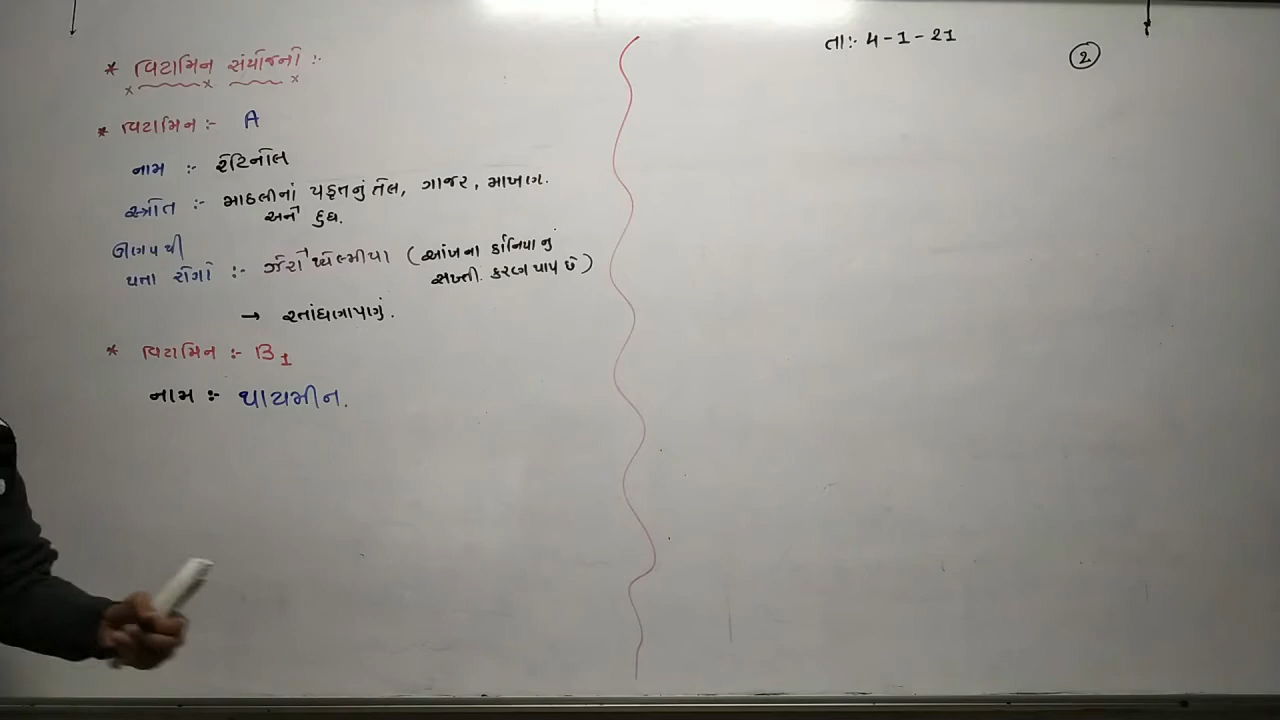 * વિટામિન સંયોજનો :-
* વિટામિન :- A
નામ :- રેટિનોલ
સ્ત્રોત :- માછલીનાં યકૃતનું તેલ, ગાજર, માખણ.
અને દુધ.
ઊણપથી
થતા રોગો :- ઝેરોપ્થેલ્મીયા (આંખના કોર્નિયાનું
સખ્તીકરણ થાય છે)
→ રતાંધળાપણું.
* વિટામિન :- B1
નામ :- થાયમીન.
તા:- 4-1-21
2